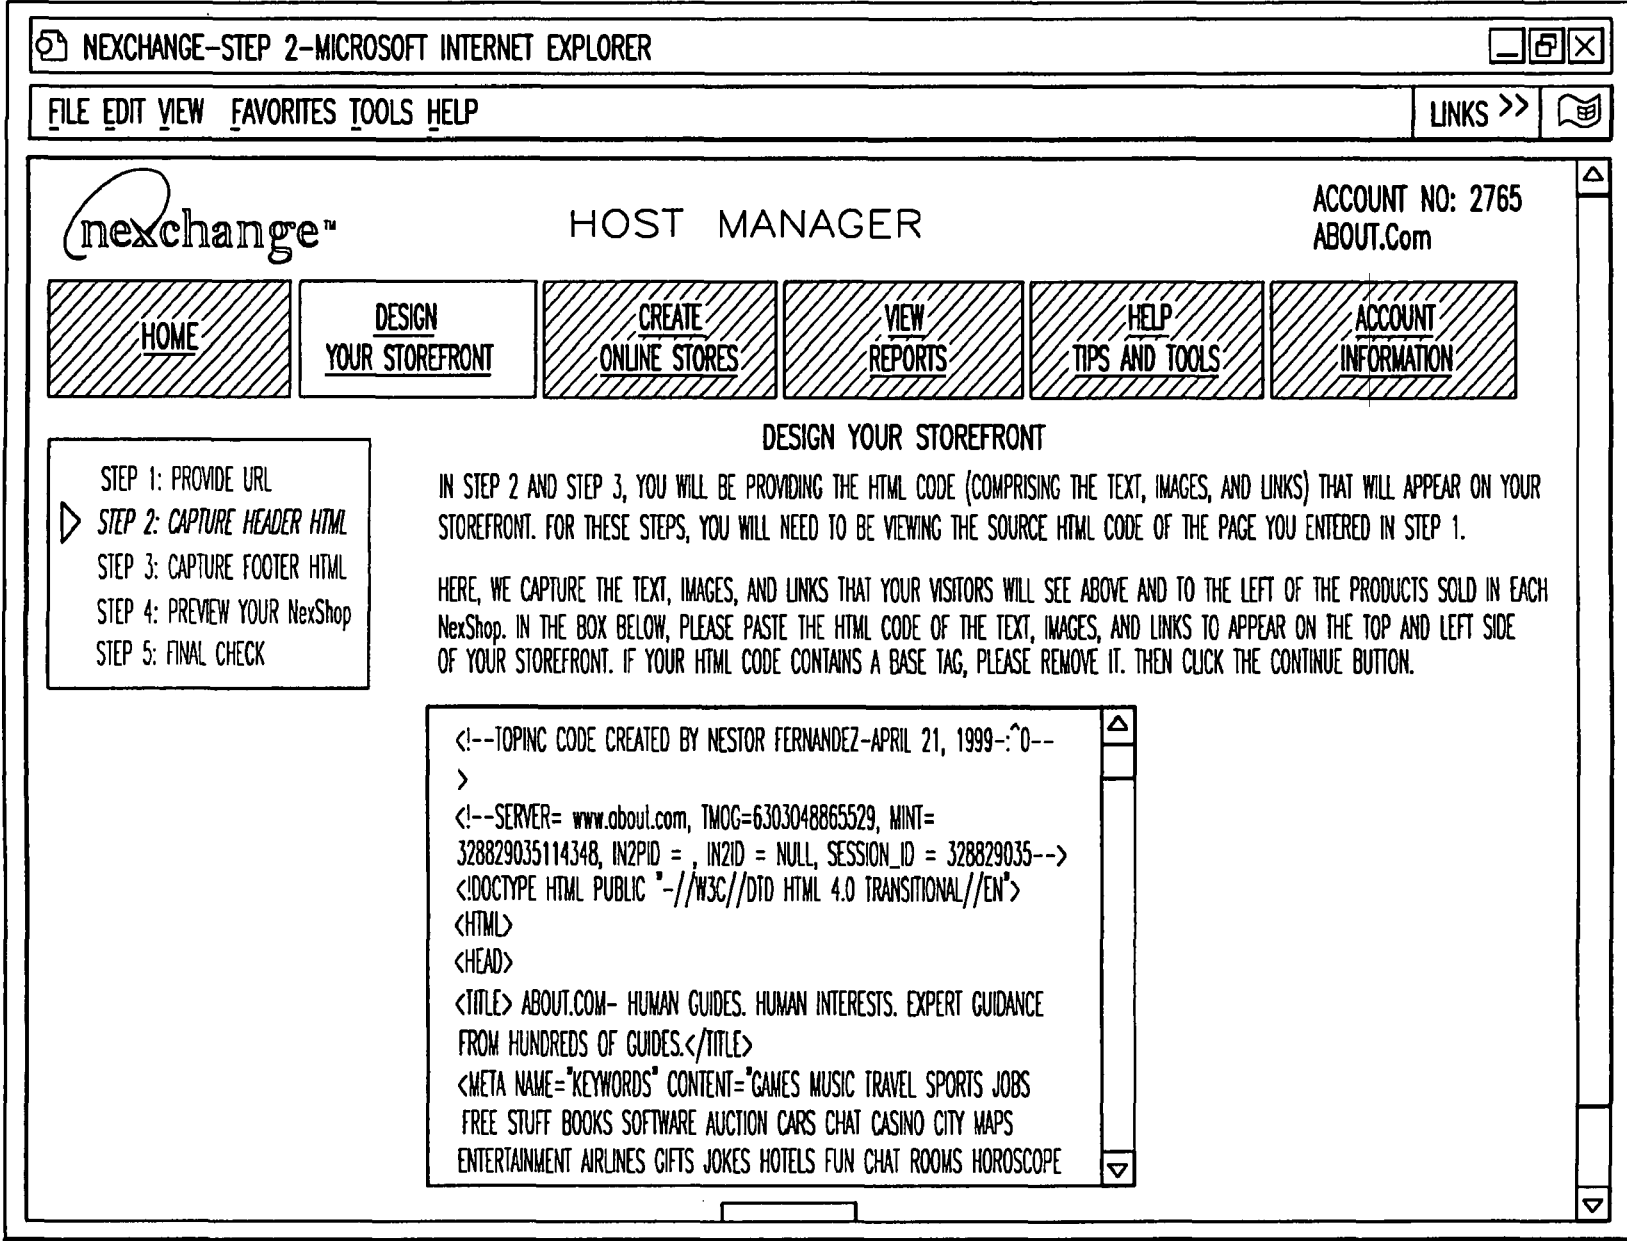 NEXCHANGE-STEP 2-MICROSOFT INTERNET EXPLORER
FILE EDIT VIEW FAVORITES TOOLS HELP
LINKS >>
nexchange™
HOST MANAGER
ACCOUNT NO: 2765
ABOUT.Com
HOME
DESIGN
YOUR STOREFRONT
CREATE
ONLINE STORES
VIEW
REPORTS
HELP
TIPS AND TOOLS
ACCOUNT
INFORMATION
STEP 1: PROVIDE URL
STEP 2: CAPTURE HEADER HTML
STEP 3: CAPTURE FOOTER HTML
STEP 4: PREVIEW YOUR NexShop
STEP 5: FINAL CHECK
DESIGN YOUR STOREFRONT
IN STEP 2 AND STEP 3, YOU WILL BE PROVIDING THE HTML CODE (COMPRISING THE TEXT, IMAGES, AND LINKS) THAT WILL APPEAR ON YOUR
STOREFRONT. FOR THESE STEPS, YOU WILL NEED TO BE VIEWING THE SOURCE HTML CODE OF THE PAGE YOU ENTERED IN STEP 1.
HERE, WE CAPTURE THE TEXT, IMAGES, AND LINKS THAT YOUR VISITORS WILL SEE ABOVE AND TO THE LEFT OF THE PRODUCTS SOLD IN EACH
NexShop. IN THE BOX BELOW, PLEASE PASTE THE HTML CODE OF THE TEXT, IMAGES, AND LINKS TO APPEAR ON THE TOP AND LEFT SIDE
OF YOUR STOREFRONT. IF YOUR HTML CODE CONTAINS A BASE TAG, PLEASE REMOVE IT. THEN CLICK THE CONTINUE BUTTON.
<!--TOPINC CODE CREATED BY NESTOR FERNANDEZ-APRIL 21, 1999-:^0--
>
<!--SERVER= www.about.com, TMOG=6303048865529, MINT=
328829035114348, IN2PID = , IN2ID = NULL, SESSION_ID = 328829035-->
<!DOCTYPE HTML PUBLIC "-//W3C//DTD HTML 4.0 TRANSITIONAL//EN">
<HTML>
<HEAD>
<TITLE> ABOUT.COM- HUMAN GUIDES. HUMAN INTERESTS. EXPERT GUIDANCE
FROM HUNDREDS OF GUIDES.</TITLE>
<META NAME="KEYWORDS" CONTENT="GAMES MUSIC TRAVEL SPORTS JOBS
FREE STUFF BOOKS SOFTWARE AUCTION CARS CHAT CASINO CITY MAPS
ENTERTAINMENT AIRLINES GIFTS JOKES HOTELS FUN CHAT ROOMS HOROSCOPE